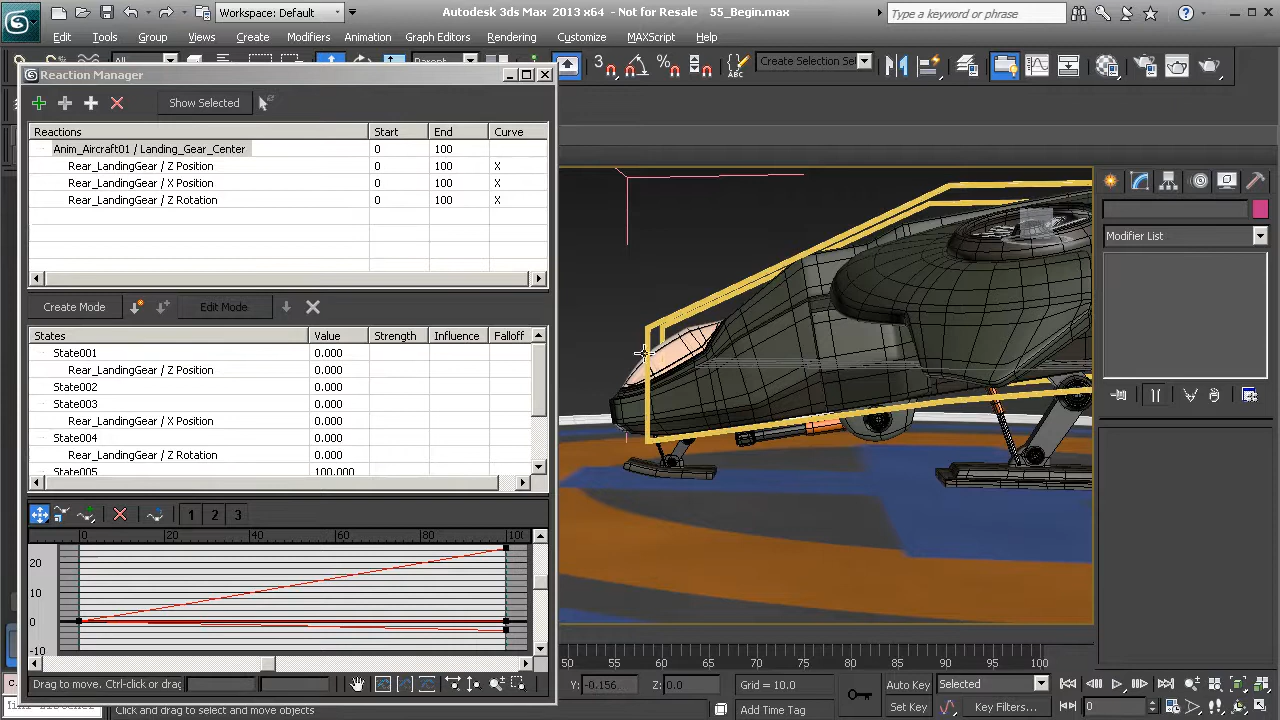 Autodesk 3ds Max 2013 x64 - Not for Resale 55_Begin.max
Workspace: Default
Type a keyword or phrase
Edit Tools Group Views Create Modifiers Animation Graph Editors Rendering Customize MAXScript Help
All
Parent
3
Create Selection Se
Reaction Manager
Show Selected
Reactions Start End Curve
Anim_Aircraft01 / Landing_Gear_Center 0 100
Rear_LandingGear / Z Position 0 100 X
Rear_LandingGear / X Position 0 100 X
Rear_LandingGear / Z Rotation 0 100 X
Modifier List
Create Mode Edit Mode
States Value Strength Influence Falloff
State001 0.000
Rear_LandingGear / Z Position 0.000
State002 0.000
State003 0.000
Rear_LandingGear / X Position 0.000
State004 0.000
Rear_LandingGear / Z Rotation 0.000
State005 100.000
1 2 3
0 20 40 60 80
20
10
0
-10
50 55 60 65 70 75 80 85 90 95 100
Drag to move. Ctrl-click or drag
Y: -0.156 Z: 0.0 Grid = 10.0 Auto Key Selected
Click and drag to select and move objects Add Time Tag Set Key Key Filters... 0